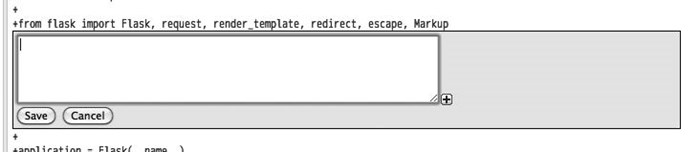 +
+from flask import Flask, request, render_template, redirect, escape, Markup
Save Cancel
+
+application = Flask(__name__)